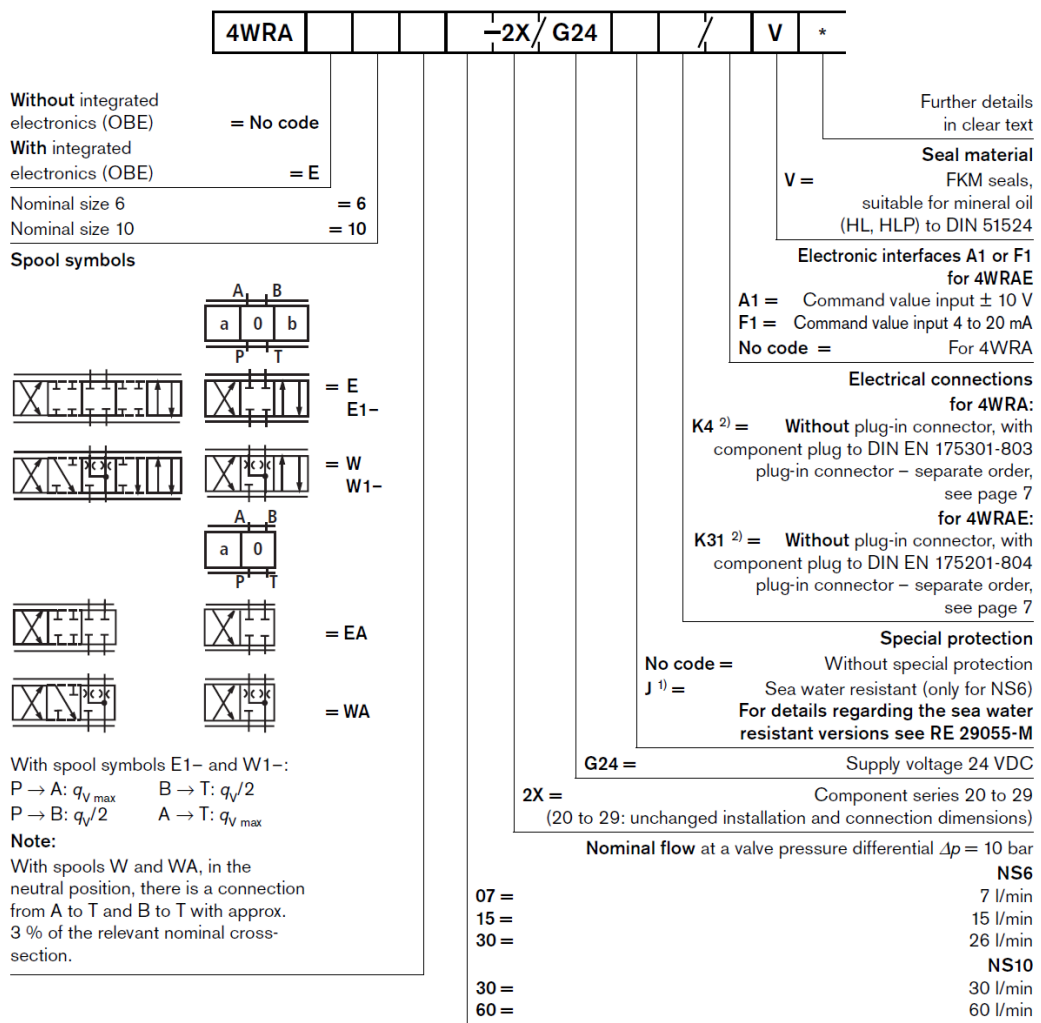 4WRA –2X/ G24 / V *
Without integrated
electronics (OBE) = No code
With integrated
electronics (OBE) = E
Nominal size 6 = 6
Nominal size 10 = 10
Spool symbols
A B
a 0 b
P T
= E
E1–
= W
W1–
A B
a 0
P T
= EA
= WA
With spool symbols E1– and W1–:
P → A: qV max B → T: qV/2
P → B: qV/2 A → T: qV max
Note:
With spools W and WA, in the
neutral position, there is a connection
from A to T and B to T with approx.
3 % of the relevant nominal cross-
section.
Further details
in clear text
Seal material
V = FKM seals,
suitable for mineral oil
(HL, HLP) to DIN 51524
Electronic interfaces A1 or F1
for 4WRAE
A1 = Command value input ± 10 V
F1 = Command value input 4 to 20 mA
No code = For 4WRA
Electrical connections
for 4WRA:
K4 2) = Without plug-in connector, with
component plug to DIN EN 175301-803
plug-in connector – separate order,
see page 7
for 4WRAE:
K31 2) = Without plug-in connector, with
component plug to DIN EN 175201-804
plug-in connector – separate order,
see page 7
Special protection
No code = Without special protection
J 1) = Sea water resistant (only for NS6)
For details regarding the sea water
resistant versions see RE 29055-M
G24 = Supply voltage 24 VDC
2X = Component series 20 to 29
(20 to 29: unchanged installation and connection dimensions)
Nominal flow at a valve pressure differential Δp = 10 bar
NS6
07 = 7 l/min
15 = 15 l/min
30 = 26 l/min
NS10
30 = 30 l/min
60 = 60 l/min